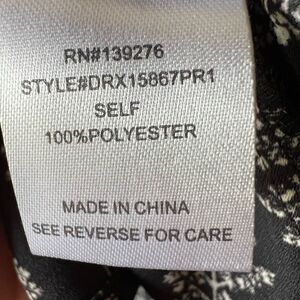 RN#139276
STYLE#DRX15867PR1
SELF
100%POLYESTER
MADE IN CHINA
SEE REVERSE FOR CARE